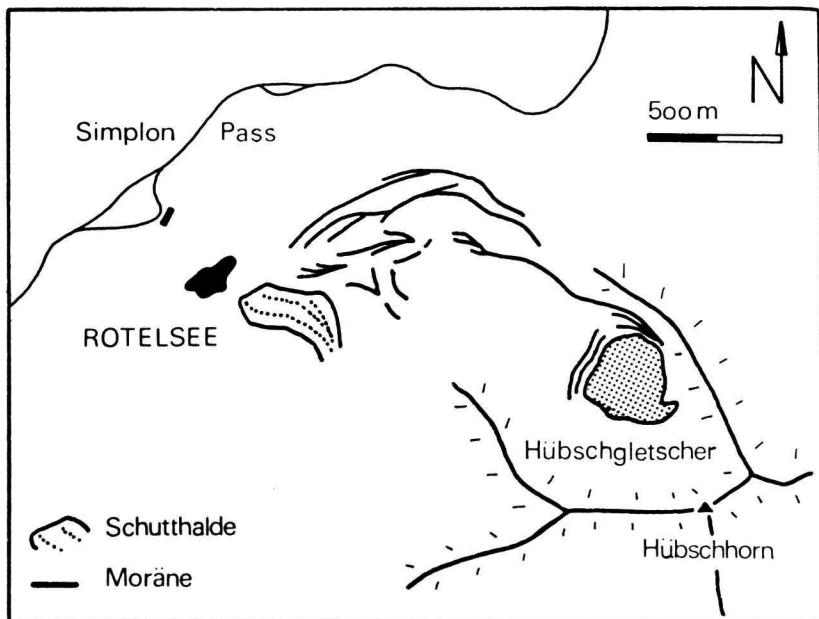 N
500 m
Simplon Pass
ROTELSEE
Hübschgletscher
Schutthalde
Hübschhorn
Moräne